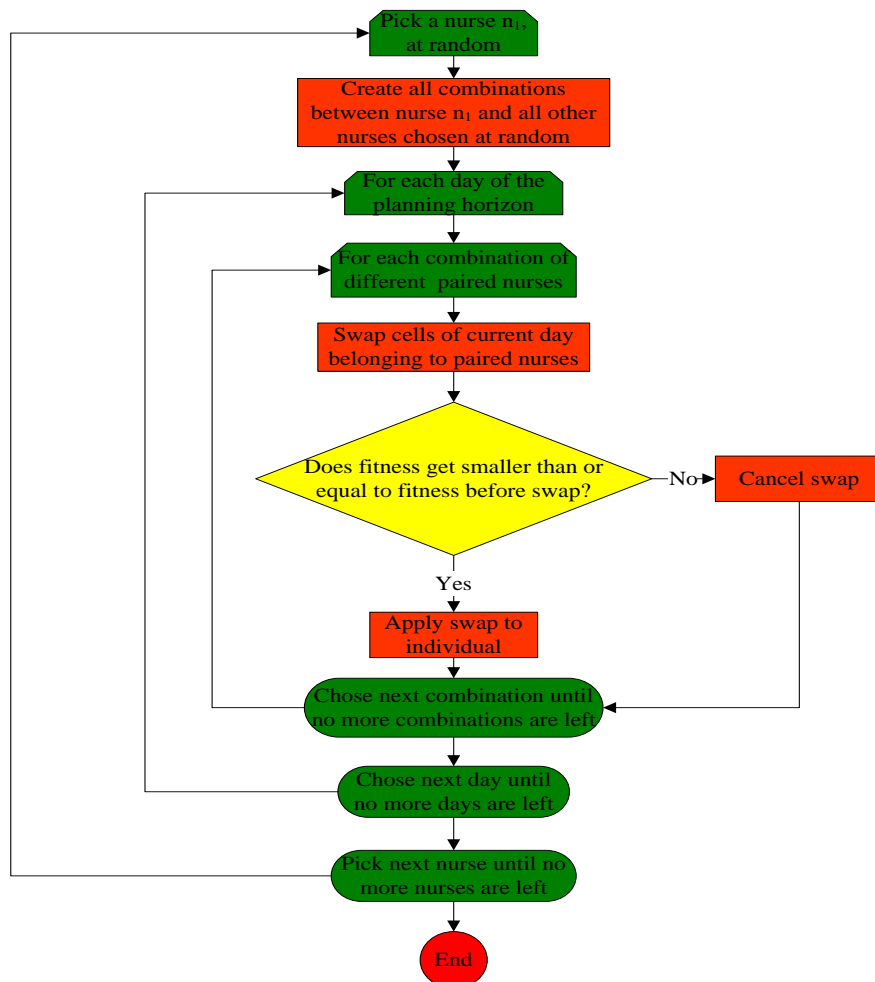 Pick a nurse n₁,
at random
Create all combinations
between nurse n₁ and all other
nurses chosen at random
For each day of the
planning horizon
For each combination of
different paired nurses
Swap cells of current day
belonging to paired nurses
Does fitness get smaller than or
equal to fitness before swap?
No
Cancel swap
Yes
Apply swap to
individual
Chose next combination until
no more combinations are left
Chose next day until
no more days are left
Pick next nurse until no
more nurses are left
End